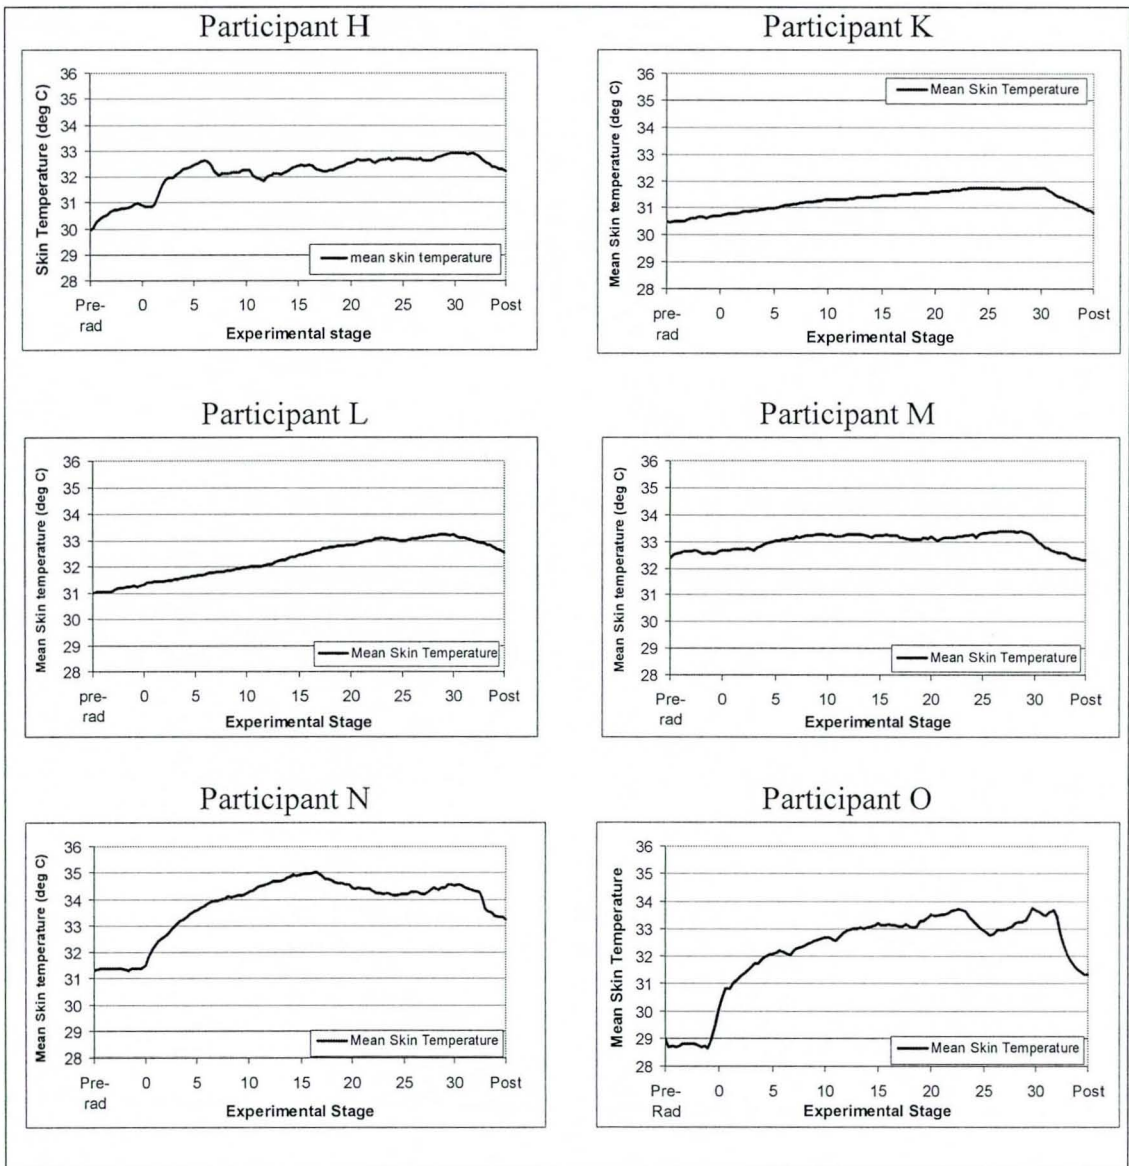 Participant H
Skin Temperature (deg C)
36
35
34
33
32
31
30
29
28
mean skin temperature
Pre-rad 0 5 10 15 20 25 30 Post
Experimental stage
Participant K
Mean Skin temperature (deg C)
36
35
34
33
32
31
30
29
28
Mean Skin Temperature
pre-rad 0 5 10 15 20 25 30 Post
Experimental Stage
Participant L
Mean Skin temperature (deg C)
36
35
34
33
32
31
30
29
28
Mean Skin Temperature
pre-rad 0 5 10 15 20 25 30 Post
Experimental Stage
Participant M
Mean Skin temperature (deg C)
36
35
34
33
32
31
30
29
28
Mean Skin Temperature
Pre-rad 0 5 10 15 20 25 30 Post
Experimental Stage
Participant N
Mean Skin temperature (deg C)
36
35
34
33
32
31
30
29
28
Mean Skin Temperature
Pre-rad 0 5 10 15 20 25 30 Post
Experimental Stage
Participant O
Mean Skin Temperature
36
35
34
33
32
31
30
29
28
Mean Skin Temperature
Pre-Rad 0 5 10 15 20 25 30 Post
Experimental Stage